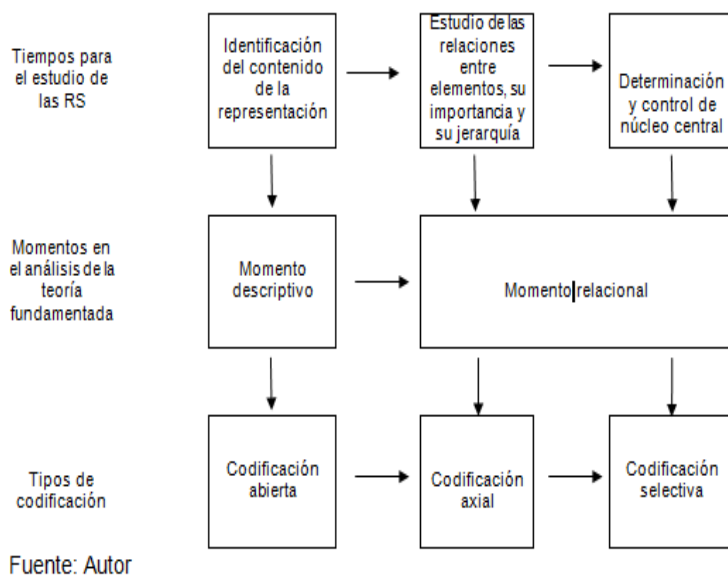 Tiempos para
el estudio de
las RS
Identificación
del contenido
de la
representación
Estudio de las
relaciones
entre
elementos, su
importancia y
su jerarquía
Determinación
y control de
núcleo central
Momentos en
el análisis de la
teoría
fundamentada
Momento
descriptivo
Momento relacional
Tipos de
codificación
Codificación
abierta
Codificación
axial
Codificación
selectiva
Fuente: Autor